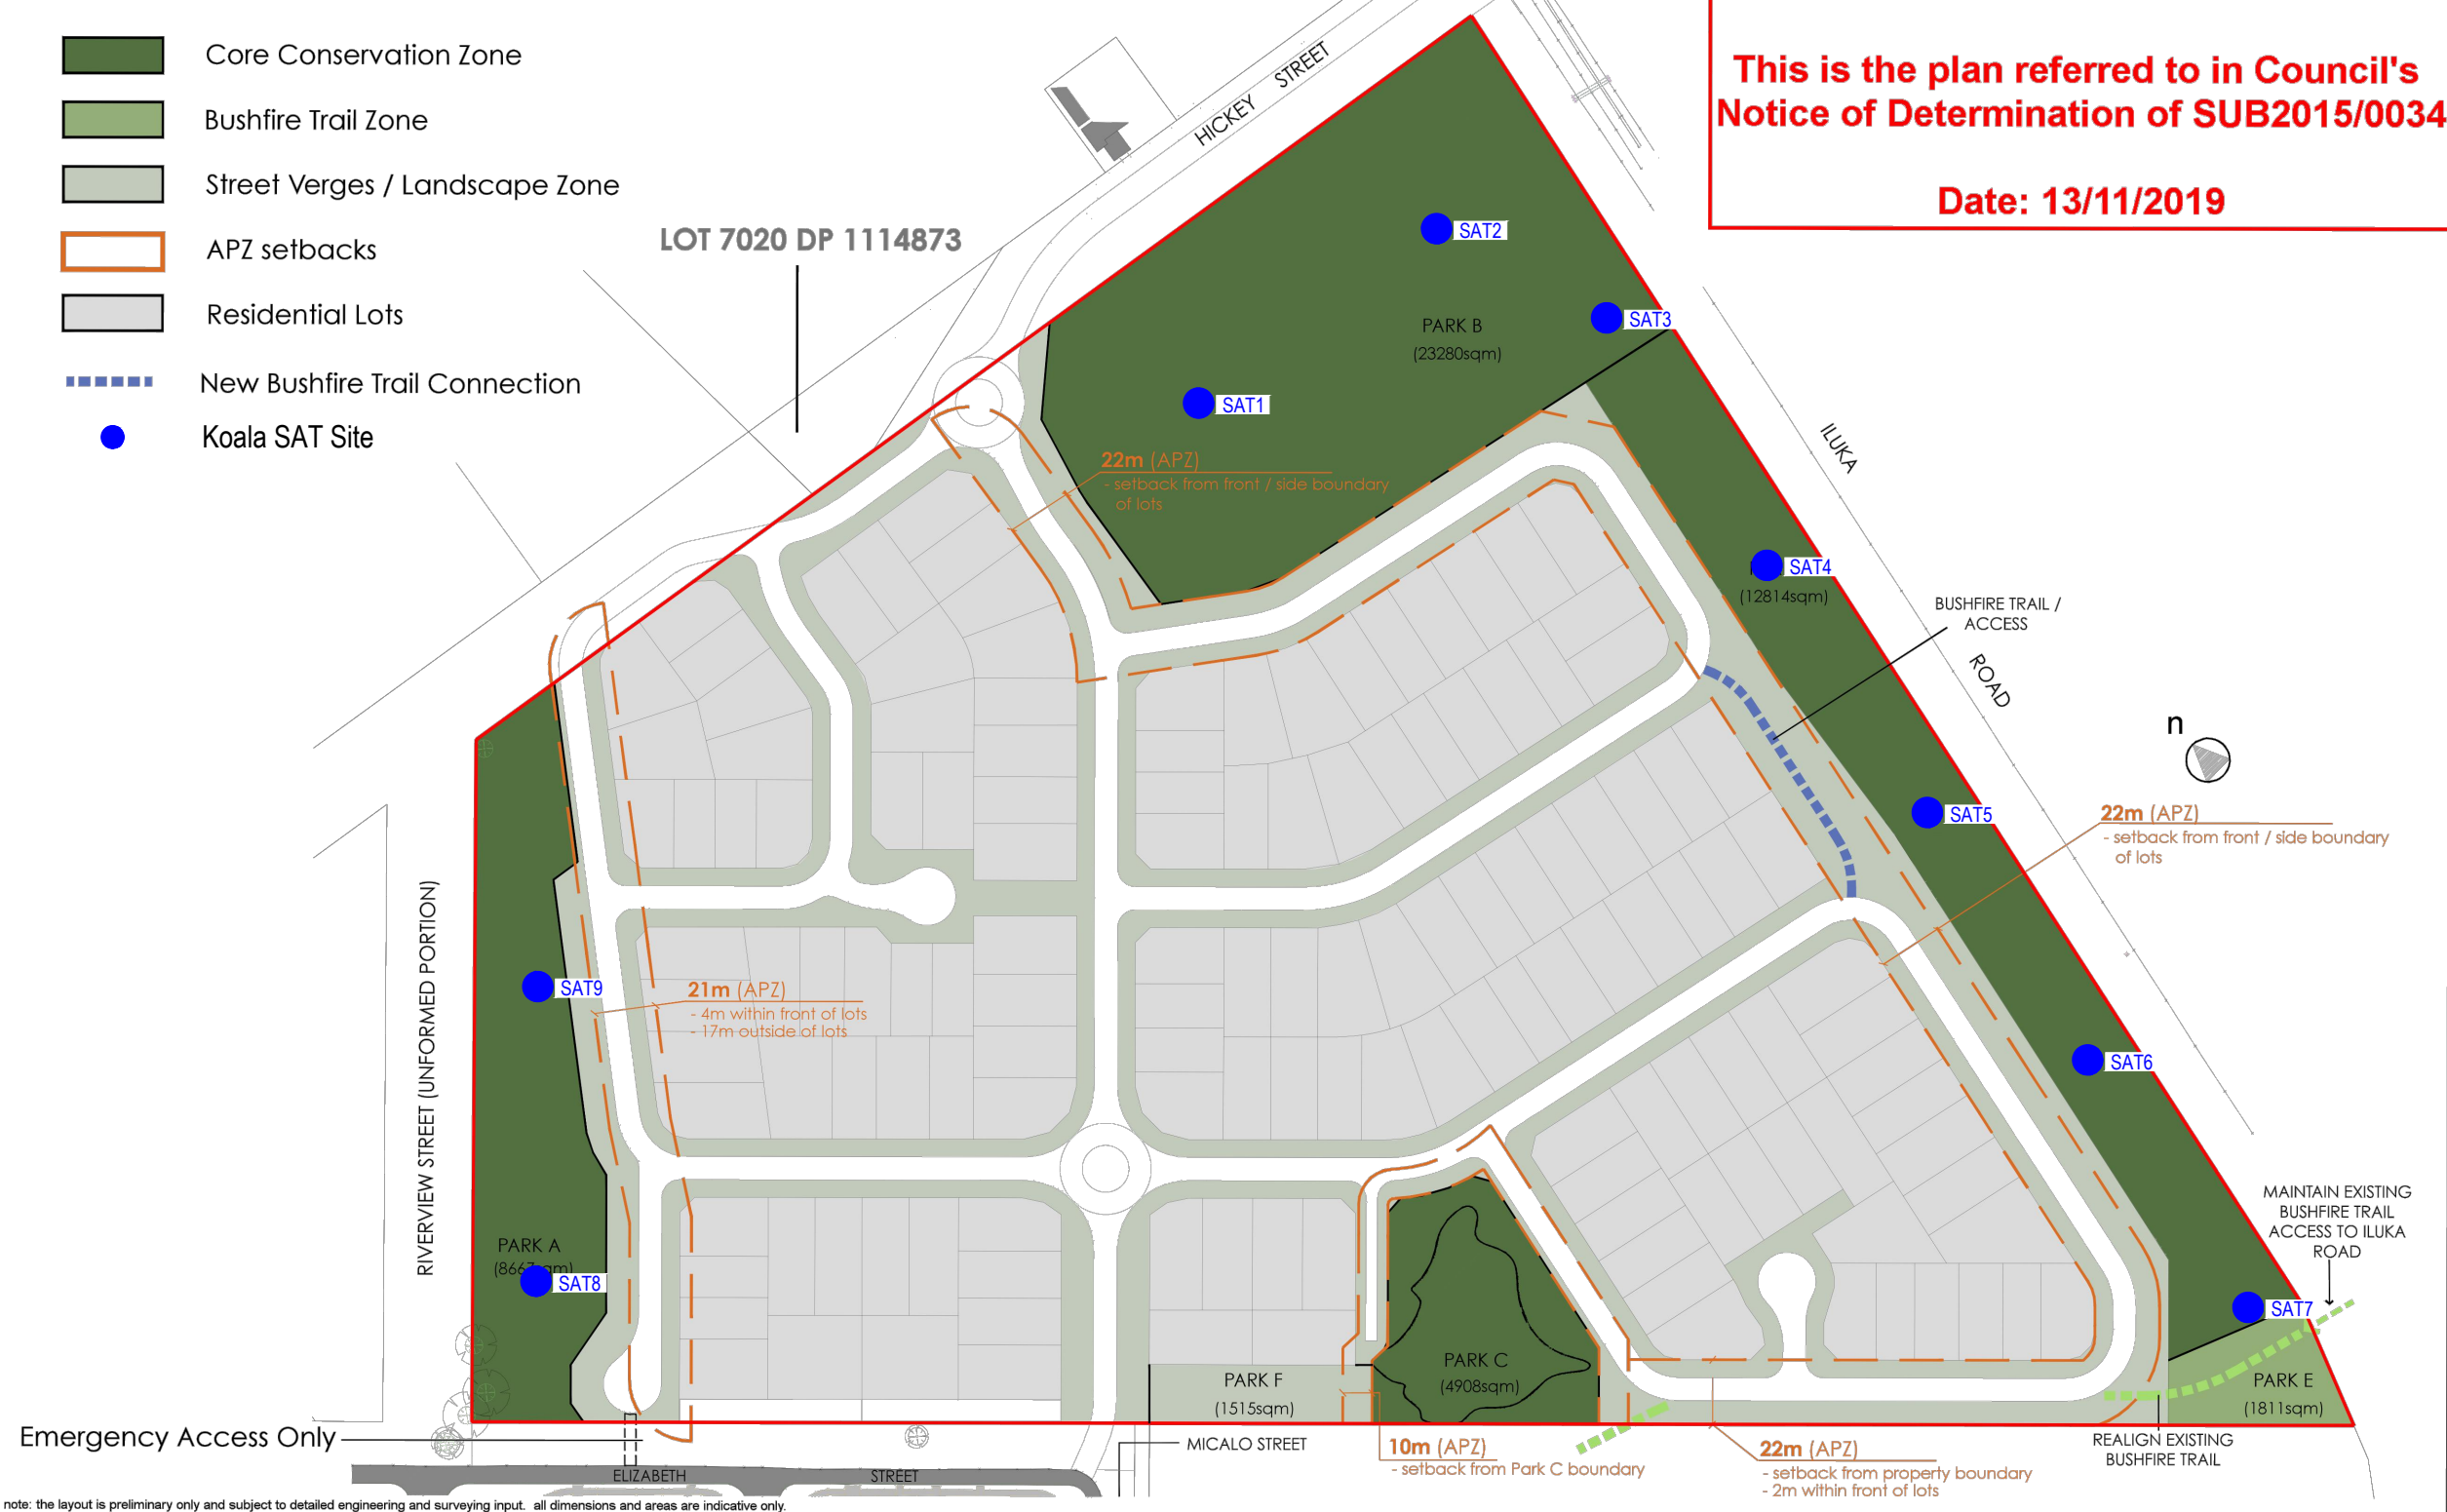 Core Conservation Zone
Bushfire Trail Zone
Street Verges / Landscape Zone
APZ setbacks
Residential Lots
New Bushfire Trail Connection
Koala SAT Site
LOT 7020 DP 1114873
HICKEY STREET
This is the plan referred to in Council's
Notice of Determination of SUB2015/0034
Date: 13/11/2019
SAT2
SAT3
PARK B
(23280sqm)
SAT1
ILUKA
ROAD
22m (APZ)
- setback from front / side boundary
of lots
SAT4
(12814sqm)
BUSHFIRE TRAIL /
ACCESS
n
SAT5
22m (APZ)
- setback from front / side boundary
of lots
RIVERVIEW STREET (UNFORMED PORTION)
SAT9
21m (APZ)
- 4m within front of lots
- 17m outside of lots
SAT6
MAINTAIN EXISTING
BUSHFIRE TRAIL
ACCESS TO ILUKA
ROAD
PARK A
SAT8
SAT7
PARK F
(1515sqm)
PARK C
(4908sqm)
PARK E
(1811sqm)
Emergency Access Only
MICALO STREET
10m (APZ)
- setback from Park C boundary
22m (APZ)
- setback from property boundary
- 2m within front of lots
REALIGN EXISTING
BUSHFIRE TRAIL
ELIZABETH STREET
note: the layout is preliminary only and subject to detailed engineering and surveying input. all dimensions and areas are indicative only.